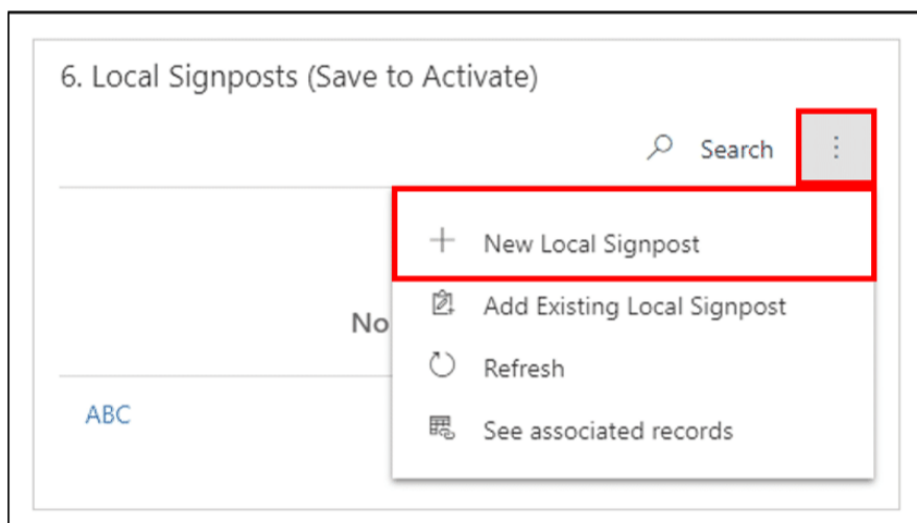 6. Local Signposts (Save to Activate)
Search
New Local Signpost
Add Existing Local Signpost
No
Refresh
ABC
See associated records